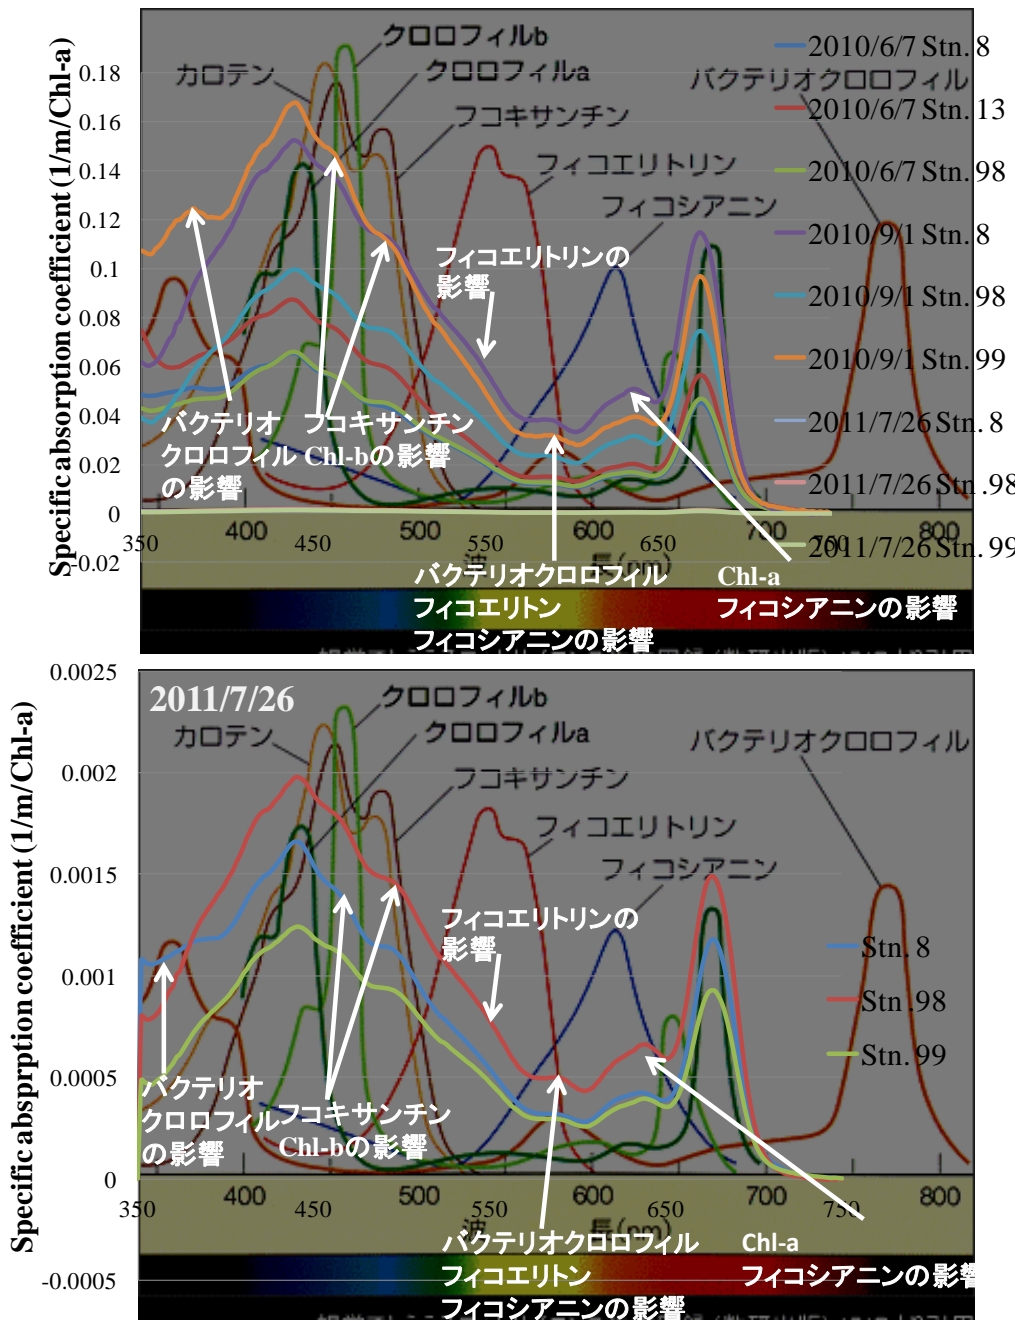 Specific absorption coefficient (1/m/Chl-a)
0.18
0.16
0.14
0.12
0.1
0.08
0.06
0.04
0.02
0
-0.02
クロロフィルb
カロテン
クロロフィルa
フコキサンチン
フィコエリトリン
フィコシアニン
バクテリオクロロフィル
2010/6/7 Stn. 8
2010/6/7 Stn. 13
2010/6/7 Stn. 98
2010/9/1 Stn. 8
2010/9/1 Stn. 98
2010/9/1 Stn. 99
2011/7/26 Stn. 8
2011/7/26 Stn. 98
2011/7/26 Stn. 99
フィコエリトリンの
影響
バクテリオ
クロロフィル
の影響
フコキサンチン
Chl-bの影響
400 500 600 700 800
350 450 550 650 750
波 長(nm)
バクテリオクロロフィル
フィコエリトン
フィコシアニンの影響
Chl-a
フィコシアニンの影響
Specific absprption coefficient (1/m/Chl-a)
0.0025
0.002
0.0015
0.001
0.0005
0
-0.0005
2011/7/26
クロロフィルb
カロテン
クロロフィルa
フコキサンチン
フィコエリトリン
フィコシアニン
バクテリオクロロフィル
Stn. 8
Stn. 98
Stn. 99
フィコエリトリンの
影響
バクテリオ
クロロフィル
の影響
フコキサンチン
Chl-bの影響
400 500 600 700 800
350 450 550 650 750
波 長(nm)
バクテリオクロロフィル
フィコエリトン
フィコシアニンの影響
Chl-a
フィコシアニンの影響